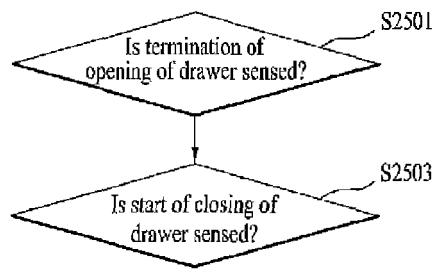 S2501
Is termination of
opening of drawer sensed?
S2503
Is start of closing of
drawer sensed?